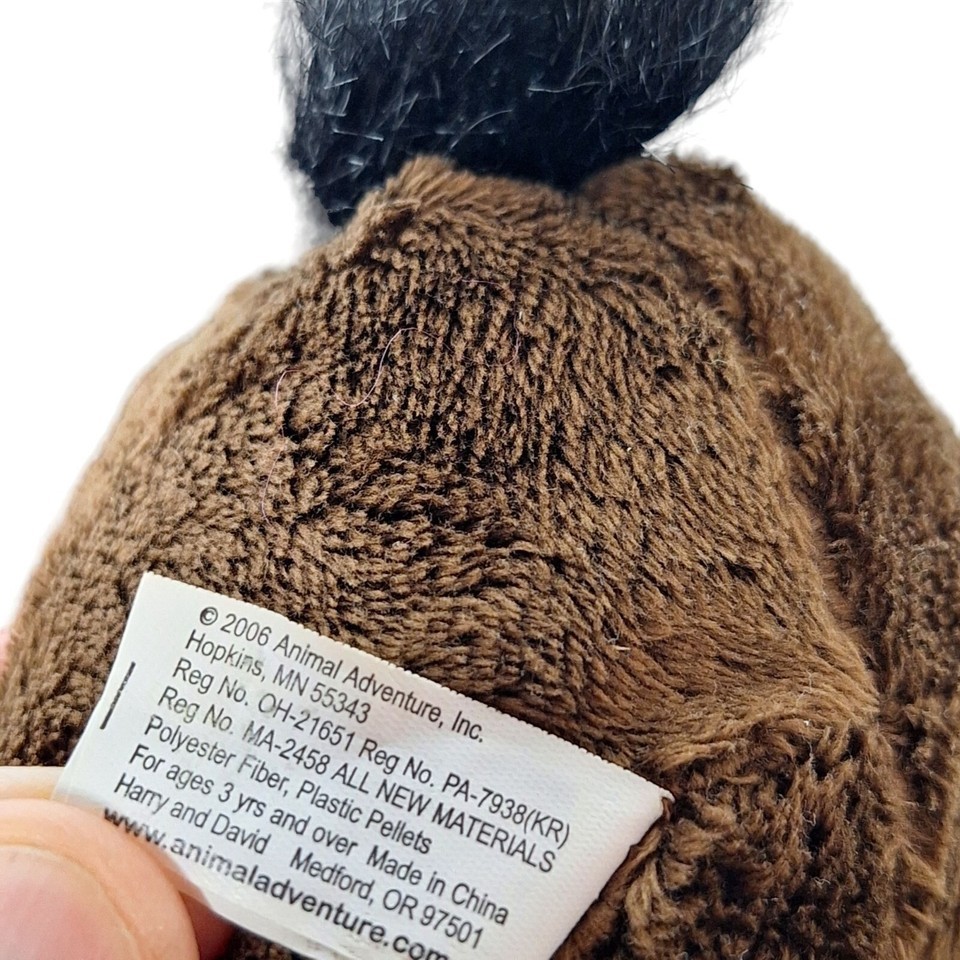 © 2006 Animal Adventure, Inc.
Hopkins, MN 55343
Reg No. OH-21651 Reg No. PA-7938(KR)
Reg No. MA-2458 ALL NEW MATERIALS
Polyester Fiber, Plastic Pellets
For ages 3 yrs and over Made in China
Harry and David Medford, OR 97501
www.animaladventure.com